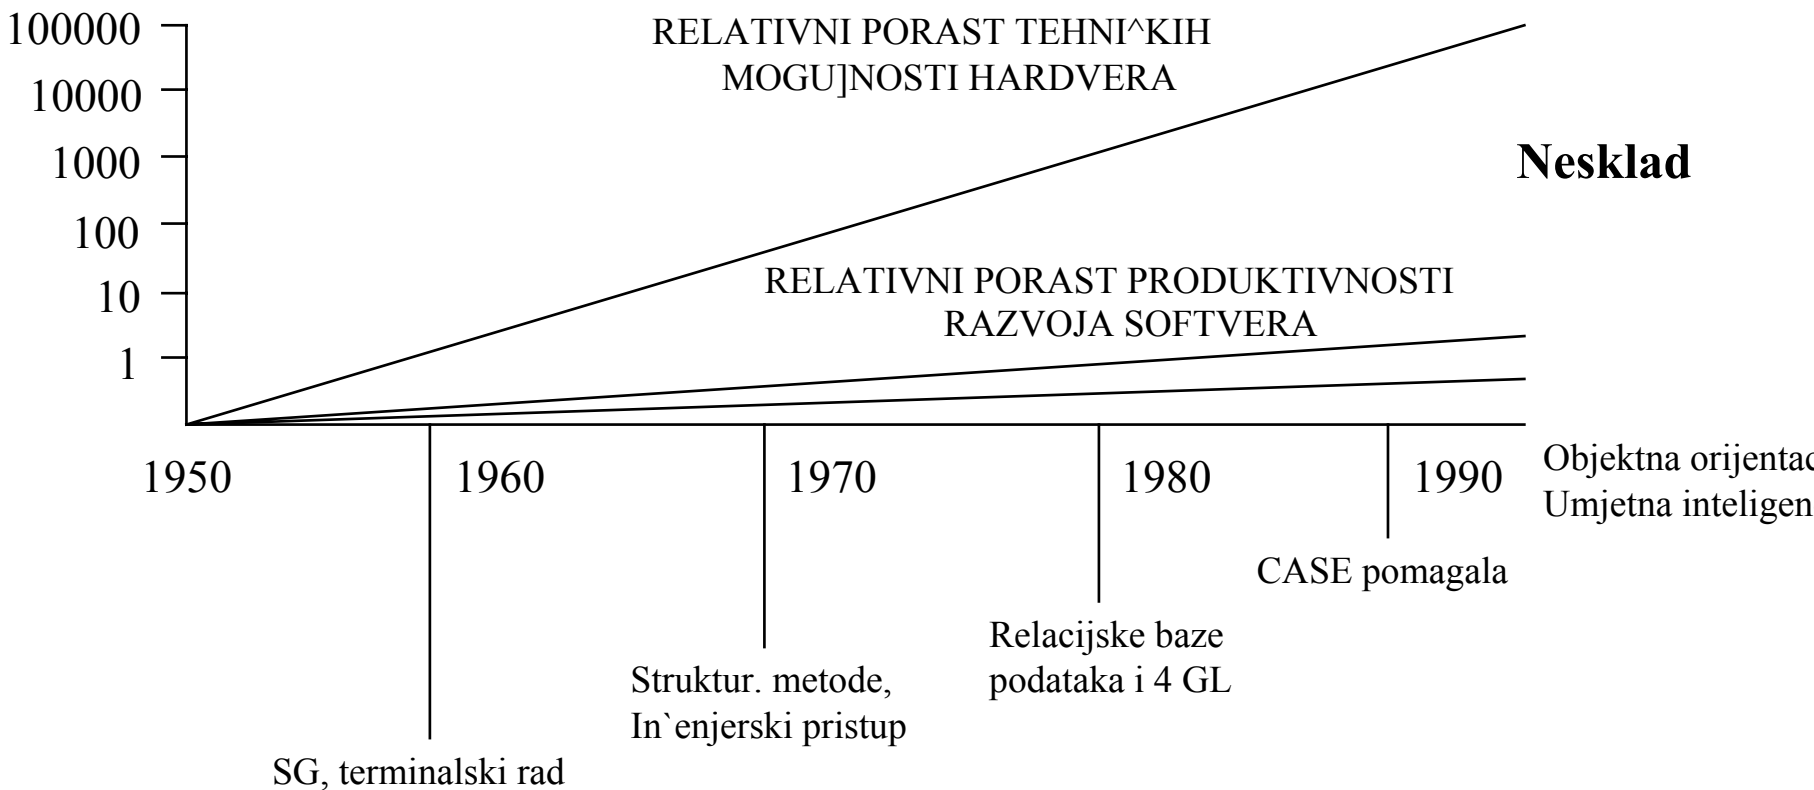 100000
10000
1000
100
10
1
RELATIVNI PORAST TEHNI^KIH
MOGU]NOSTI HARDVERA
Nesklad
RELATIVNI PORAST PRODUKTIVNOSTI
RAZVOJA SOFTVERA
1950 1960 1970 1980 1990
Objektna orijentac
Umjetna inteligen
CASE pomagala
Relacijske baze
podataka i 4 GL
Struktur. metode,
In`enjerski pristup
SG, terminalski rad